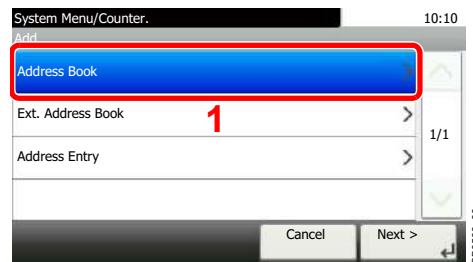 System Menu/Counter. 10:10
Add
Address Book
Ext. Address Book
1
1/1
Address Entry
Cancel
Next >